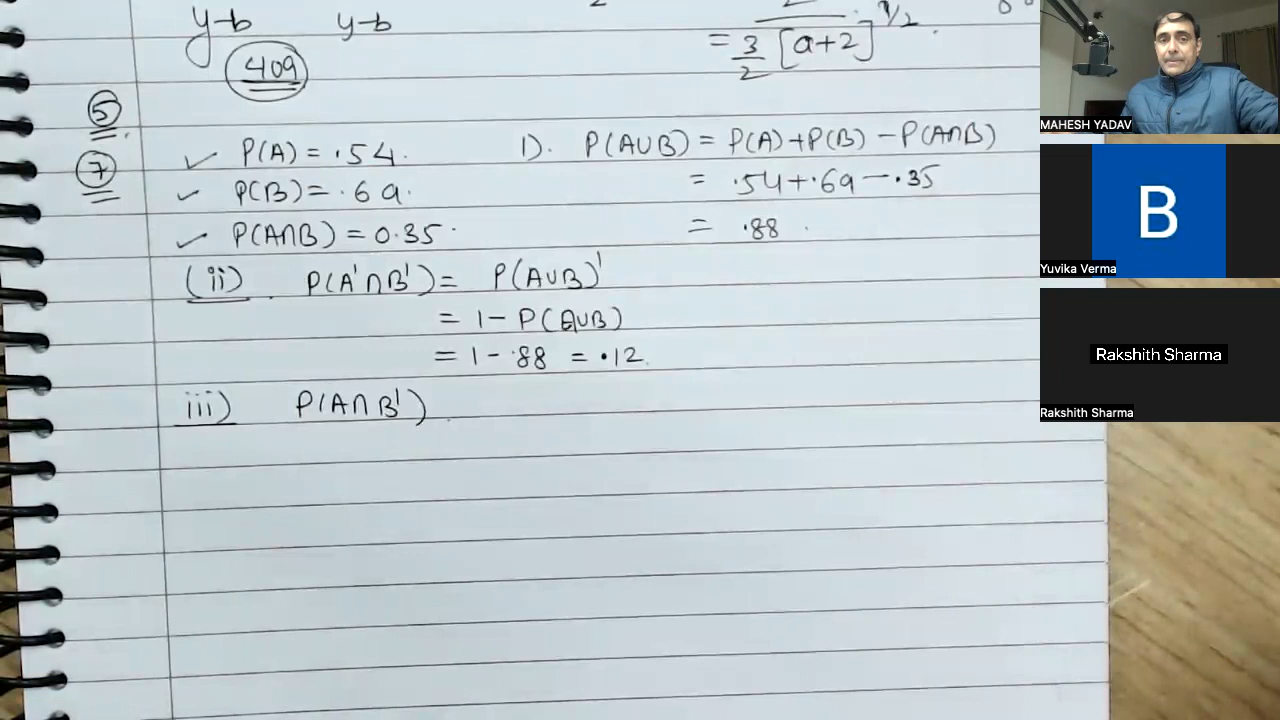 y-b y-b
= 3/2 [a+2]^1/2.
409
5
7
P(A) = .54.
P(B) = .69.
P(A∩B) = 0.35.
1). P(A∪B) = P(A)+P(B) - P(A∩B)
= .54+.69-.35
= .88.
(ii). P(A'∩B') = P(A∪B)'
= 1- P(A∪B)
= 1 - .88 = .12.
iii) P(A∩B').
MAHESH YADAV
B
Yuvika Verma
Rakshith Sharma
Rakshith Sharma